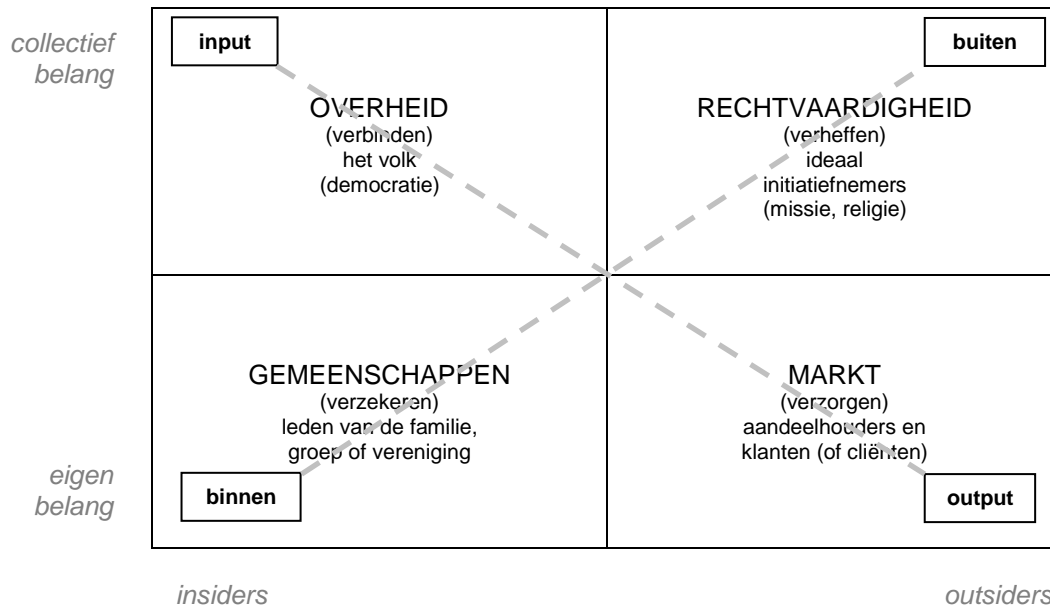 collectief
belang
input
OVERHEID
(verbinden)
het volk
(democratie)
buiten
RECHTVAARDIGHEID
(verheffen)
ideaal
initiatiefnemers
(missie, religie)
GEMEENSCHAPPEN
(verzekeren)
leden van de familie,
groep of vereniging
binnen
MARKT
(verzorgen)
aandeelhouders en
klanten (of cliënten)
output
eigen
belang
insiders
outsiders